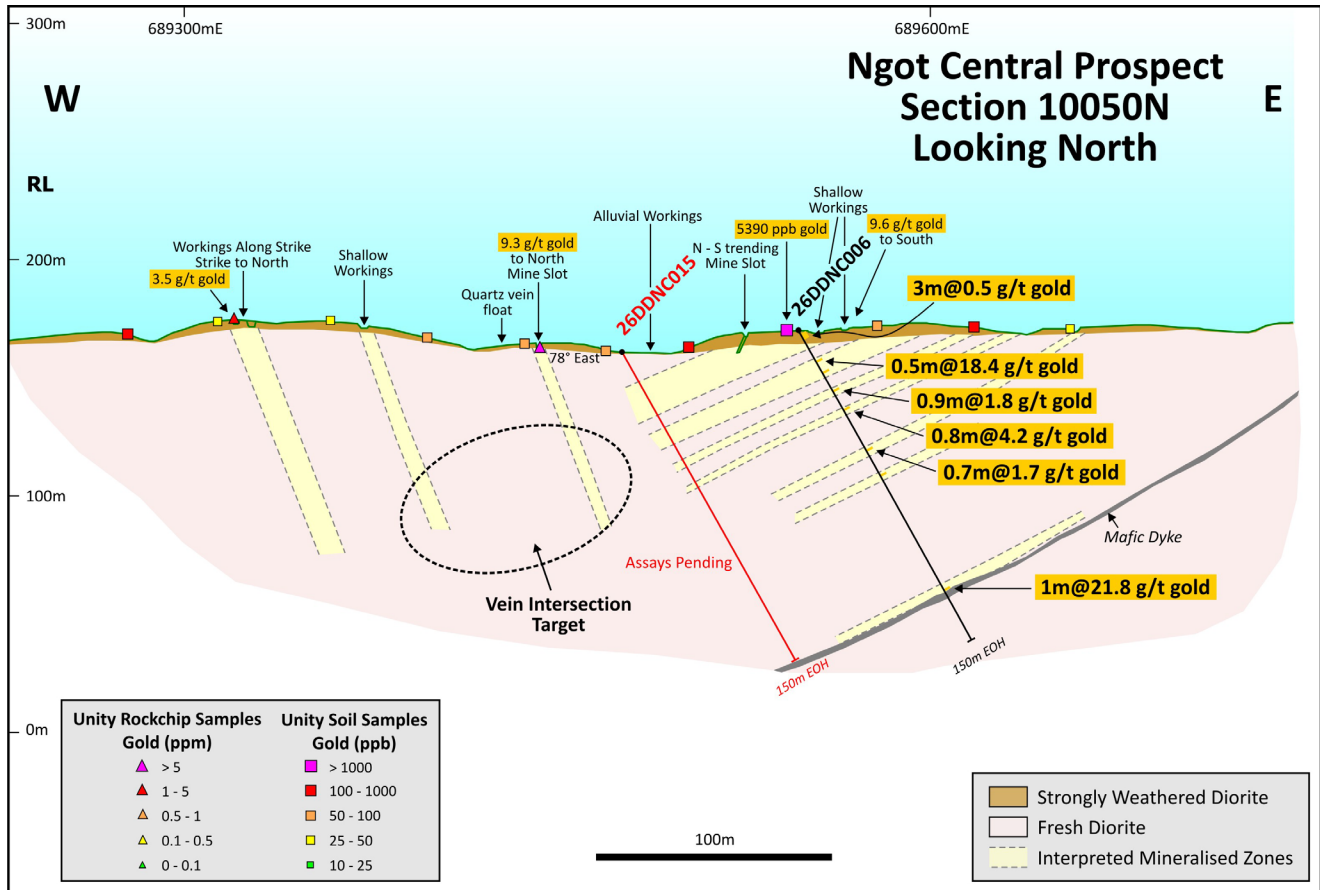 300m
689300mE
689600mE
Ngot Central Prospect
Section 10050N
Looking North
W
E
RL
200m
100m
0m
Workings Along Strike
Strike to North
3.5 g/t gold
Shallow
Workings
9.3 g/t gold
to North
Mine Slot
Quartz vein
float
78° East
26DDNC015
Alluvial Workings
N - S trending
Mine Slot
5390 ppb gold
26DDNC006
Shallow
Workings
9.6 g/t gold
to South
3m@0.5 g/t gold
0.5m@18.4 g/t gold
0.9m@1.8 g/t gold
0.8m@4.2 g/t gold
0.7m@1.7 g/t gold
Mafic Dyke
1m@21.8 g/t gold
Assays Pending
Vein Intersection
Target
150m EOH
150m EOH
Unity Rockchip Samples
Gold (ppm)
> 5
1 - 5
0.5 - 1
0.1 - 0.5
0 - 0.1
Unity Soil Samples
Gold (ppb)
> 1000
100 - 1000
50 - 100
25 - 50
10 - 25
100m
Strongly Weathered Diorite
Fresh Diorite
Interpreted Mineralised Zones